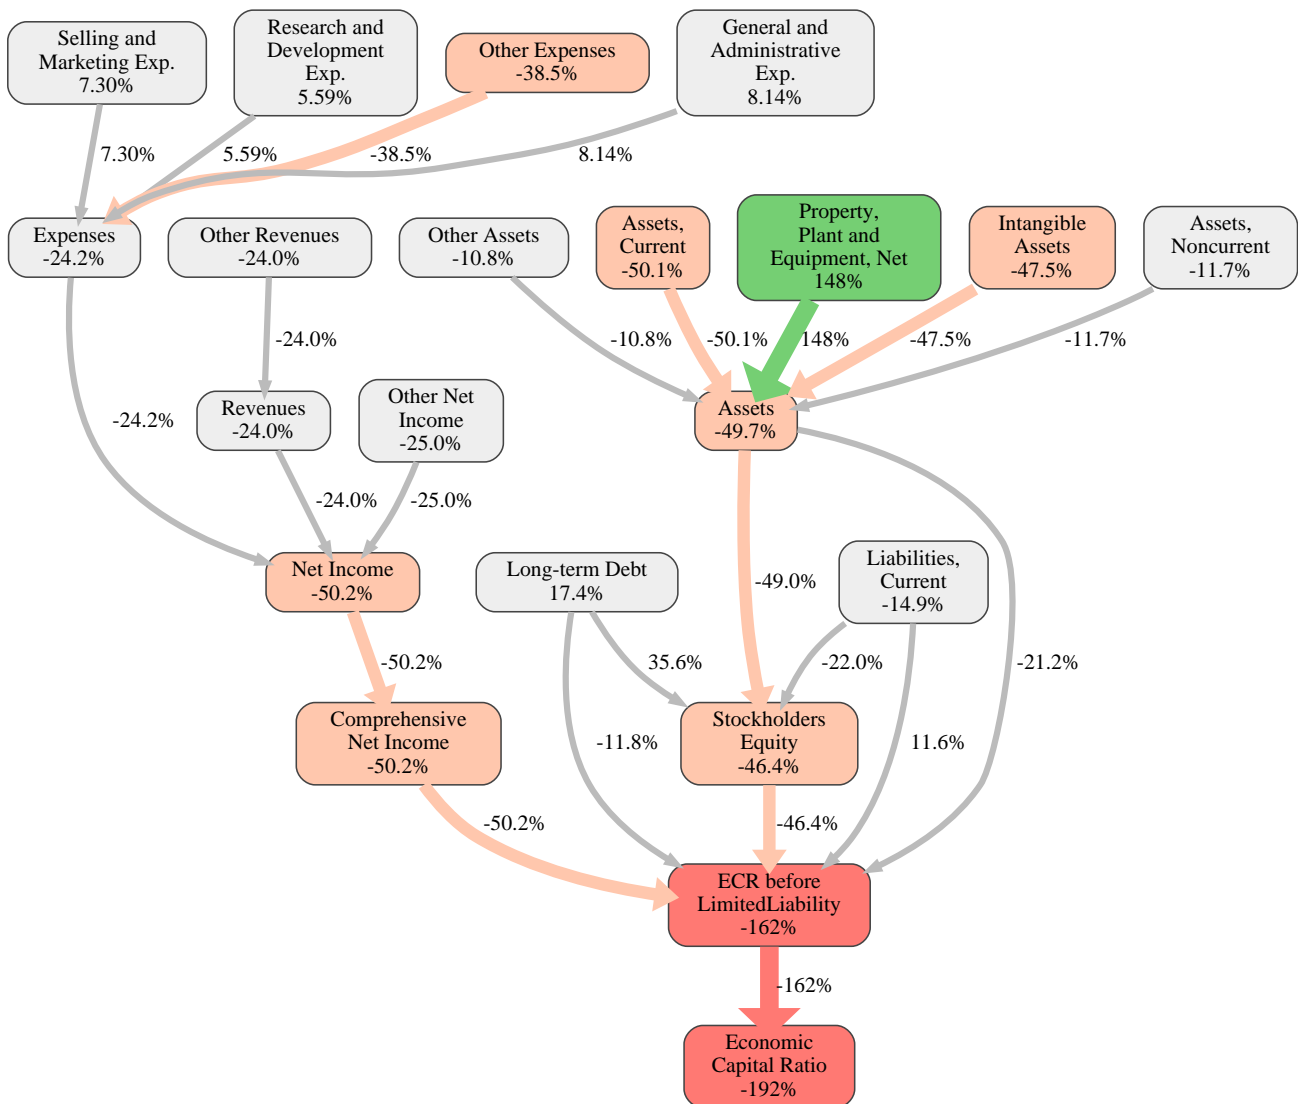 Selling and
Marketing Exp.
7.30%
Research and
Development
Exp.
5.59%
Other Expenses
-38.5%
General and
Administrative
Exp.
8.14%
7.30%
5.59%
-38.5%
8.14%
Expenses
-24.2%
Other Revenues
-24.0%
Other Assets
-10.8%
Assets,
Current
-50.1%
Property,
Plant and
Equipment, Net
148%
Intangible
Assets
-47.5%
Assets,
Noncurrent
-11.7%
-24.0%
-10.8%
-50.1%
148%
-47.5%
-11.7%
-24.2%
Revenues
-24.0%
Other Net
Income
-25.0%
Assets
-49.7%
-24.0%
-25.0%
Net Income
-50.2%
Long-term Debt
17.4%
-49.0%
Liabilities,
Current
-14.9%
-50.2%
35.6%
-22.0%
-21.2%
Comprehensive
Net Income
-50.2%
-11.8%
Stockholders
Equity
-46.4%
11.6%
-50.2%
-46.4%
ECR before
LimitedLiability
-162%
-162%
Economic
Capital Ratio
-192%